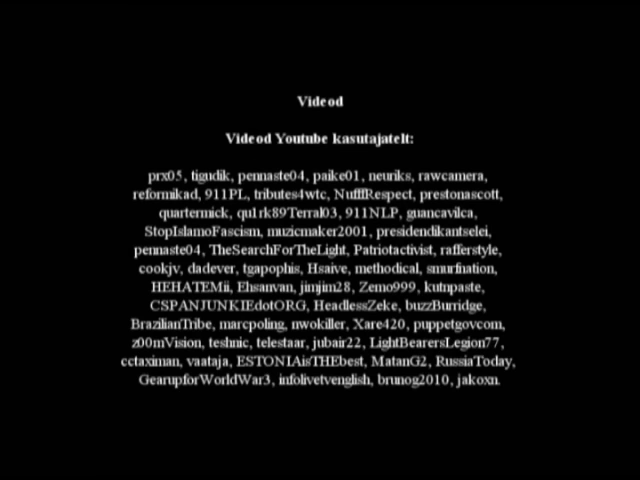 Videod
Videod Youtube kasutajatelt:
prx05, tigudik, pennaste04, paike01, neuriks, rawcamera,
reformikad, 911PL, tributes4wtc, NufffRespect, prestonascott,
quartermick, qu1rk89Terral03, 911NLP, guancavilca,
StopIslamoFascism, muzicmaker2001, presidendikantselei,
pennaste04, TheSearchForTheLight, Patriotactivist, rafferstyle,
cookjv, dadever, tgapophis, Hsaive, methodical, smurfnation,
HEHATEMii, Ehsanvan, jimjim28, Zemo999, kutnpaste,
CSPANJUNKIEdotORG, HeadlessZeke, buzzBurridge,
BrazilianTribe, marcpoling, nwokiller, Xare420, puppetgovcom,
z00mVision, teshnic, telestaar, jubair22, LightBearersLegion77,
cctaximan, vaataja, ESTONIAisTHEbest, MatanG2, RussiaToday,
GearupforWorldWar3, infolivetvenglish, brunog2010, jakoxn.